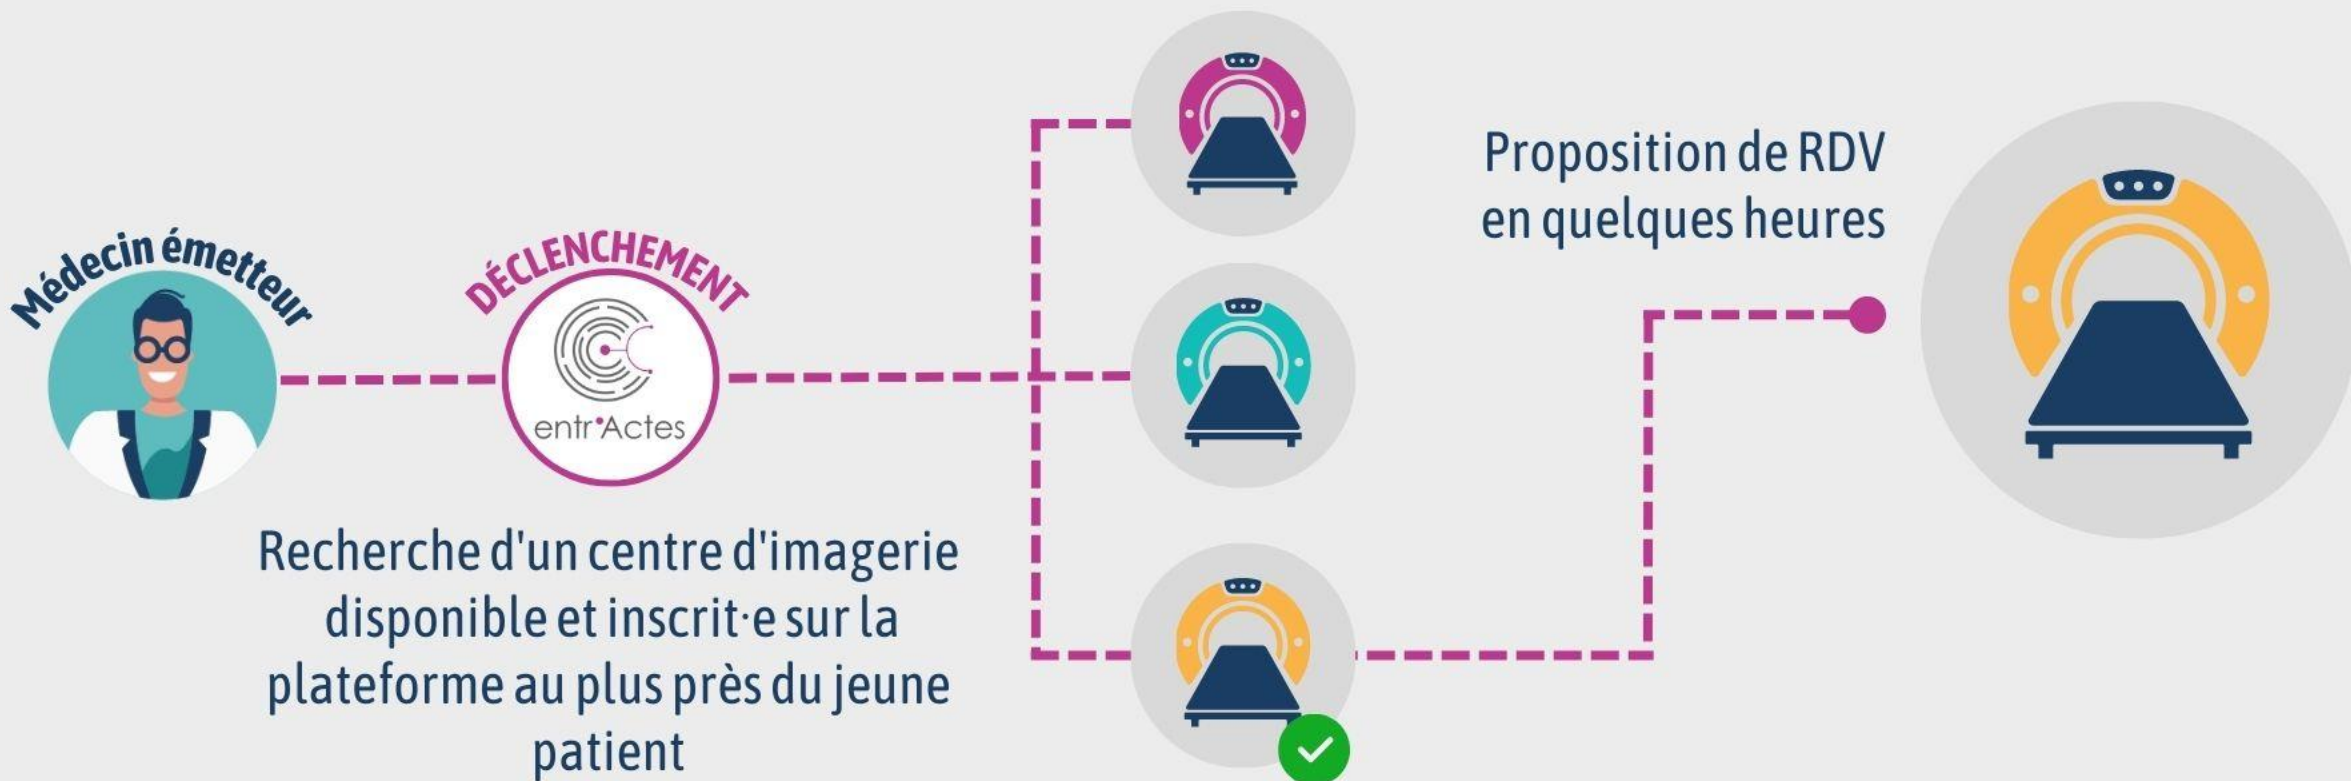 Médecin émetteur
DÉCLENCHEMENT
entr'Actes
Recherche d'un centre d'imagerie
disponible et inscrit·e sur la
plateforme au plus près du jeune
patient
Proposition de RDV
en quelques heures